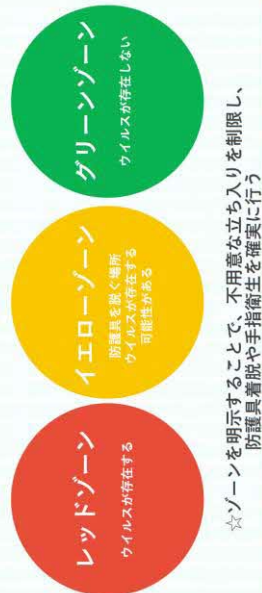 レッドゾーン
ウイルスが存在する
イエローゾーン
防護具を脱ぐ場所
ウイルスが存在する
可能性がある
グリーンゾーン
ウイルスが存在しない
☆ゾーンを明示することで、不用意な立ち入りを制限し、
防護具着脱や手指衛生を確実に行う